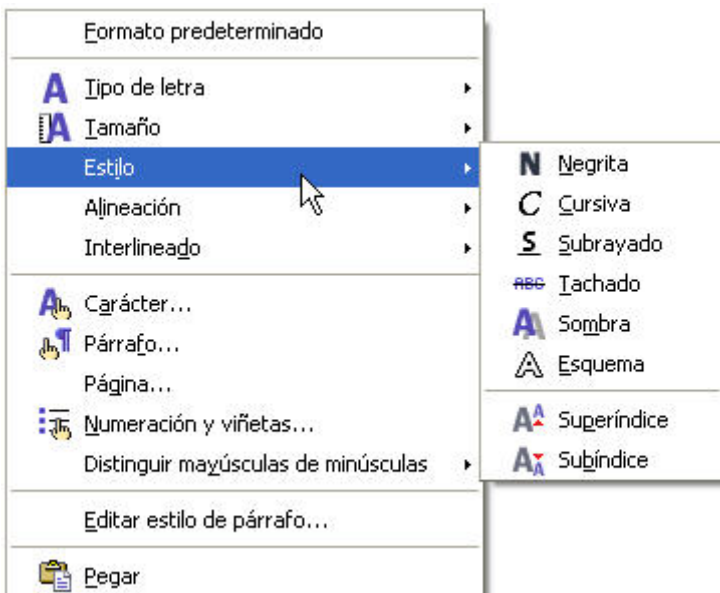 Formato predeterminado
Tipo de letra
Tamaño
Estilo
Alineación
Interlineado
Carácter...
Párrafo...
Página...
Numeración y viñetas...
Distinguir mayúsculas de minúsculas
Editar estilo de párrafo...
Pegar
N Negrita
C Cursiva
S Subrayado
ABC Tachado
Sombra
Esquema
Superíndice
Subíndice